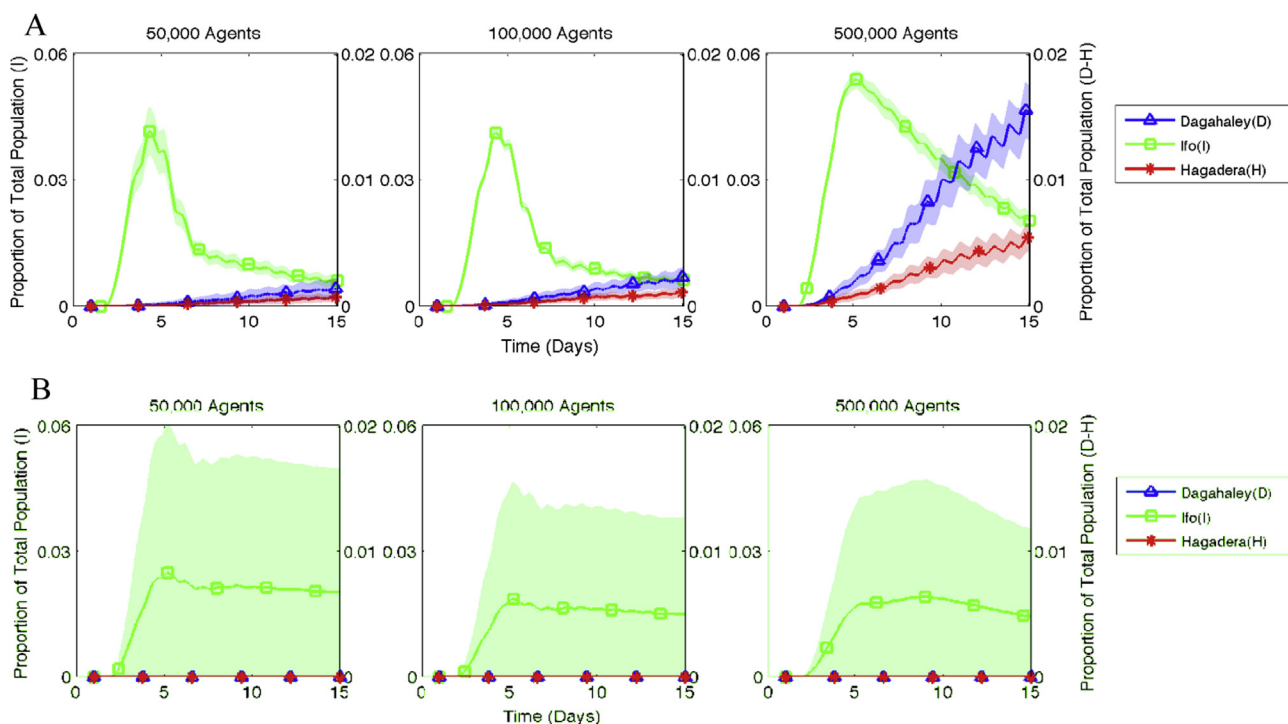 A
50,000 Agents
100,000 Agents
500,000 Agents
Proportion of Total Population (I)
0.06
0.03
0
0.02
0.01
0
0.06
0.03
0
0.02
0.01
0
0.06
0.03
0
0.02
0.01
0
Proportion of Total Population (D-H)
0 5 10 15
0 5 10 15
0 5 10 15
Time (Days)
Dagahaley(D)
Ifo(I)
Hagadera(H)
B
50,000 Agents
100,000 Agents
500,000 Agents
Proportion of Total Population (I)
0.06
0.03
0
0.02
0.01
0
0.06
0.03
0
0.02
0.01
0
0.06
0.03
0
0.02
0.01
0
Proportion of Total Population (D-H)
0 5 10 15
0 5 10 15
0 5 10 15
Time (Days)
Dagahaley(D)
Ifo(I)
Hagadera(H)